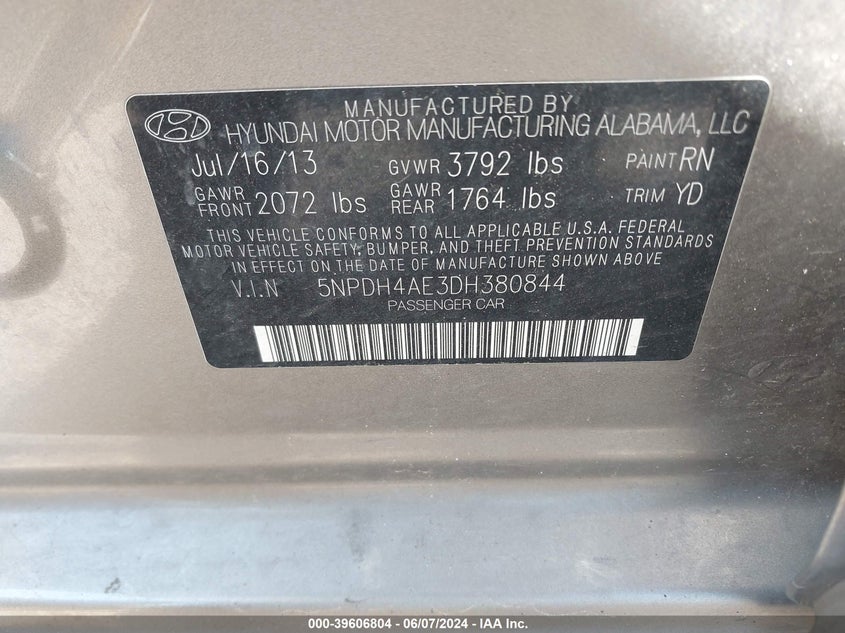 MANUFACTURED BY
HYUNDAI MOTOR MANUFACTURING ALABAMA, LLC
Jul/16/13 GVWR 3792 lbs PAINT RN
GAWR FRONT 2072 lbs GAWR REAR 1764 lbs TRIM YD
THIS VEHICLE CONFORMS TO ALL APPLICABLE U.S.A. FEDERAL
MOTOR VEHICLE SAFETY, BUMPER, AND THEFT PREVENTION STANDARDS
IN EFFECT ON THE DATE OF MANUFACTURE SHOWN ABOVE
V.I.N 5NPDH4AE3DH380844
PASSENGER CAR
000-39606804 - 06/07/2024 - IAA Inc.